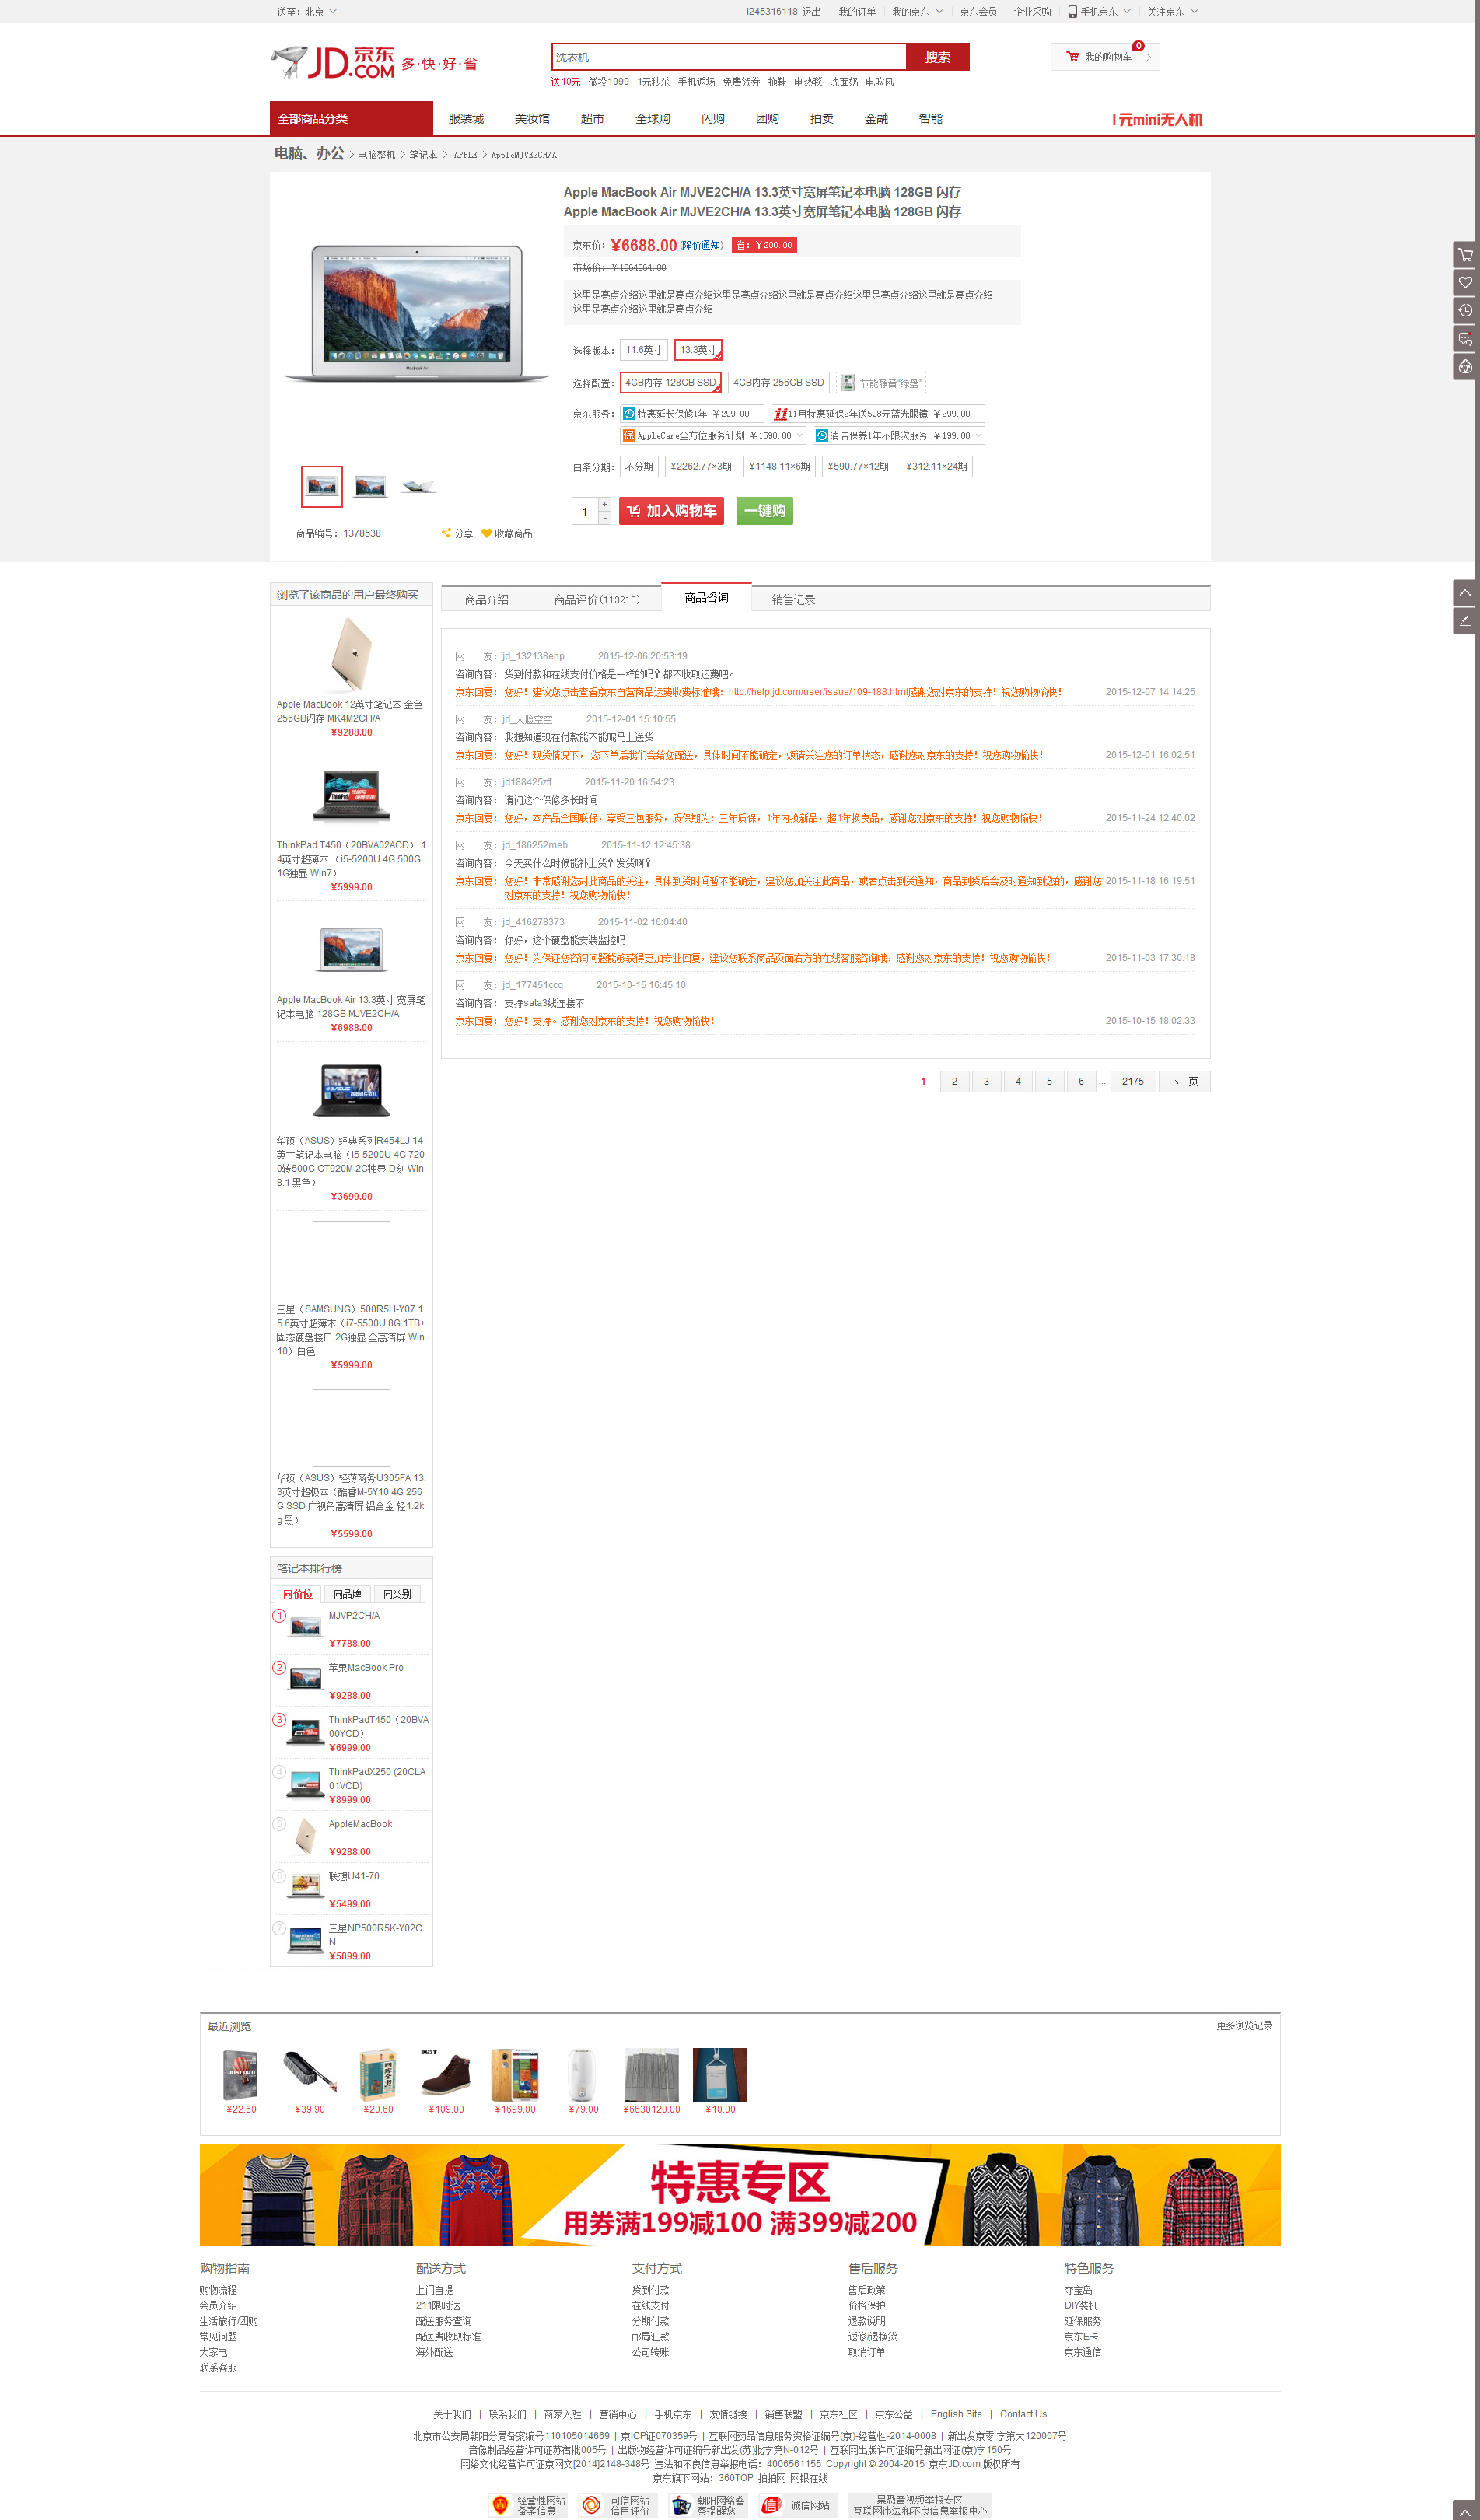 送至：北京
l245316118 退出 我的订单 我的京东 京东会员 企业采购 手机京东 关注京东
JD.COM 京东 多·快·好·省
洗衣机 搜索
我的购物车 0
送10元 微投1999 1元秒杀 手机返场 免费领券 拖鞋 电热毯 洗面奶 电吹风
全部商品分类 服装城 美妆馆 超市 全球购 闪购 团购 拍卖 金融 智能 1元mini无人机
电脑、办公 > 电脑整机 > 笔记本 > APPLE > AppleMJVE2CH/A
Apple MacBook Air MJVE2CH/A 13.3英寸宽屏笔记本电脑 128GB 闪存
Apple MacBook Air MJVE2CH/A 13.3英寸宽屏笔记本电脑 128GB 闪存
京东价：¥6688.00 (降价通知) 省：￥200.00
市场价：￥1564564.00
这里是亮点介绍这里就是亮点介绍这里是亮点介绍这里就是亮点介绍这里是亮点介绍这里就是亮点介绍
这里是亮点介绍这里就是亮点介绍
选择版本： 11.6英寸 13.3英寸
选择配置： 4GB内存 128GB SSD 4GB内存 256GB SSD 节能静音“绿盘”
京东服务： 特惠延长保修1年 ￥299.00 11月特惠延保2年送598元蓝光眼镜 ￥299.00
保 AppleCare全方位服务计划 ￥1598.00 清洁保养1年不限次服务 ￥199.00
白条分期： 不分期 ¥2262.77×3期 ¥1148.11×6期 ¥590.77×12期 ¥312.11×24期
1 + - 加入购物车 一键购
商品编号：1378538 分享 收藏商品
浏览了该商品的用户最终购买
Apple MacBook 12英寸笔记本 金色
256GB闪存 MK4M2CH/A
¥9288.00
ThinkPad T450（20BVA02ACD） 1
4英寸超薄本 （i5-5200U 4G 500G
1G独显 Win7）
¥5999.00
Apple MacBook Air 13.3英寸 宽屏笔
记本电脑 128GB MJVE2CH/A
¥6988.00
华硕（ASUS）经典系列R454LJ 14
英寸笔记本电脑（i5-5200U 4G 720
0转500G GT920M 2G独显 D刻 Win
8.1 黑色）
¥3699.00
三星（SAMSUNG）500R5H-Y07 1
5.6英寸超薄本（i7-5500U 8G 1TB+
固态硬盘接口 2G独显 全高清屏 Win
10）白色
¥5999.00
华硕（ASUS）轻薄商务U305FA 13.
3英寸超极本（酷睿M-5Y10 4G 256
G SSD 广视角高清屏 铝合金 轻1.2k
g 黑）
¥5599.00
笔记本排行榜
同价位 同品牌 同类别
1 MJVP2CH/A
¥7788.00
2 苹果MacBook Pro
¥9288.00
3 ThinkPadT450（20BVA
00YCD）
¥6999.00
4 ThinkPadX250 (20CLA
01VCD)
¥8999.00
5 AppleMacBook
¥9288.00
6 联想U41-70
¥5499.00
7 三星NP500R5K-Y02C
N
¥5899.00
商品介绍 商品评价(113213) 商品咨询 销售记录
网 友：jd_132138enp 2015-12-06 20:53:19
咨询内容：货到付款和在线支付价格是一样的吗？都不收取运费吧。
京东回复：您好！建议您点击查看京东自营商品运费收费标准哦：http://help.jd.com/user/issue/109-188.html感谢您对京东的支持！祝您购物愉快！ 2015-12-07 14:14:25
网 友：jd_大脸空空 2015-12-01 15:10:55
咨询内容：我想知道现在付款能不能呢马上送货
京东回复：您好！现货情况下， 您下单后我们会给您配送，具体时间不能确定，烦请关注您的订单状态，感谢您对京东的支持！祝您购物愉快！ 2015-12-01 16:02:51
网 友：jd188425zff 2015-11-20 16:54:23
咨询内容：请问这个保修多长时间
京东回复：您好，本产品全国联保，享受三包服务，质保期为：三年质保，1年内换新品，超1年换良品，感谢您对京东的支持！祝您购物愉快！ 2015-11-24 12:40:02
网 友：jd_186252meb 2015-11-12 12:45:38
咨询内容：今天买什么时候能补上货？发货啊？
京东回复：您好！非常感谢您对此商品的关注，具体到货时间暂不能确定，建议您加关注此商品，或者点击到货通知，商品到货后会及时通知到您的，感谢您 2015-11-18 16:19:51
对京东的支持！祝您购物愉快！
网 友：jd_416278373 2015-11-02 16:04:40
咨询内容：你好，这个硬盘能安装监控吗
京东回复：您好！为保证您咨询问题能够获得更加专业回复，建议您联系商品页面右方的在线客服咨询哦，感谢您对京东的支持！祝您购物愉快！ 2015-11-03 17:30:18
网 友：jd_177451ccq 2015-10-15 16:45:10
咨询内容：支持sata3线连接不
京东回复：您好！支持。感谢您对京东的支持！祝您购物愉快！ 2015-10-15 18:02:33
1 2 3 4 5 6 ... 2175 下一页
最近浏览 更多浏览记录
¥22.60 ¥39.90 ¥20.60 ¥109.00 ¥1699.00 ¥79.00 ¥6630120.00 ¥10.00
特惠专区
用券满199减100 满399减200
购物指南 配送方式 支付方式 售后服务 特色服务
购物流程 上门自提 货到付款 售后政策 夺宝岛
会员介绍 211限时达 在线支付 价格保护 DIY装机
生活旅行/团购 配送服务查询 分期付款 退款说明 延保服务
常见问题 配送费收取标准 邮局汇款 返修/退换货 京东E卡
大家电 海外配送 公司转账 取消订单 京东通信
联系客服
关于我们 | 联系我们 | 商家入驻 | 营销中心 | 手机京东 | 友情链接 | 销售联盟 | 京东社区 | 京东公益 | English Site | Contact Us
北京市公安局朝阳分局备案编号110105014669 | 京ICP证070359号 | 互联网药品信息服务资格证编号(京)-经营性-2014-0008 | 新出发京零 字第大120007号
音像制品经营许可证苏宿批005号 | 出版物经营许可证编号新出发(苏)批字第N-012号 | 互联网出版许可证编号新出网证(京)字150号
网络文化经营许可证京网文[2014]2148-348号 违法和不良信息举报电话：4006561155 Copyright © 2004-2015 京东JD.com 版权所有
京东旗下网站：360TOP 拍拍网 网银在线
经营性网站 备案信息 可信网站 信用评价 朝阳网络警 察提醒您 诚信网站 暴恐音视频举报专区
互联网违法和不良信息举报中心